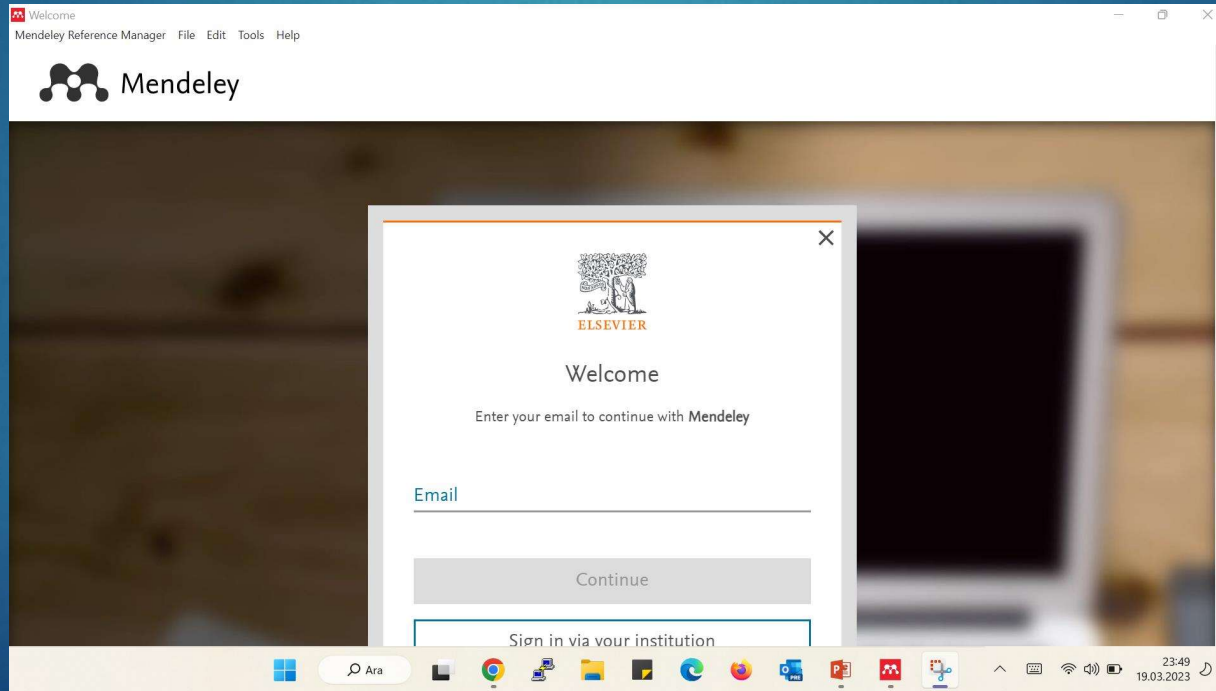 Welcome
Mendeley Reference Manager File Edit Tools Help
Mendeley
ELSEVIER
Welcome
Enter your email to continue with Mendeley
Email
Continue
Sign in via your institution
Ara
23:49
19.03.2023